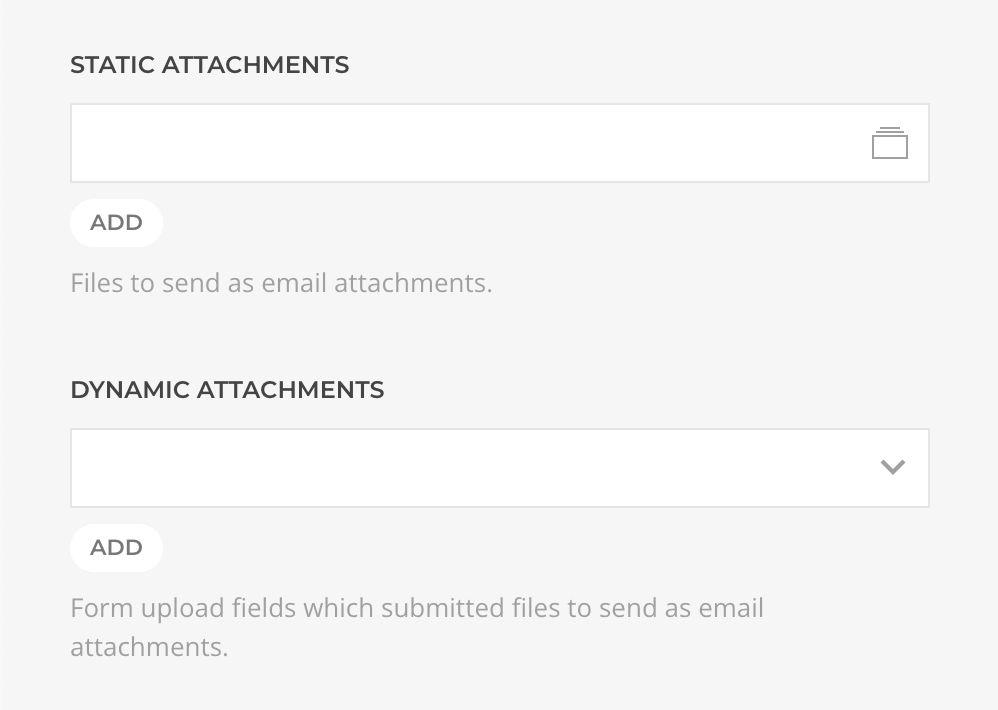 STATIC ATTACHMENTS
ADD
Files to send as email attachments.
DYNAMIC ATTACHMENTS
ADD
Form upload fields which submitted files to send as email
attachments.